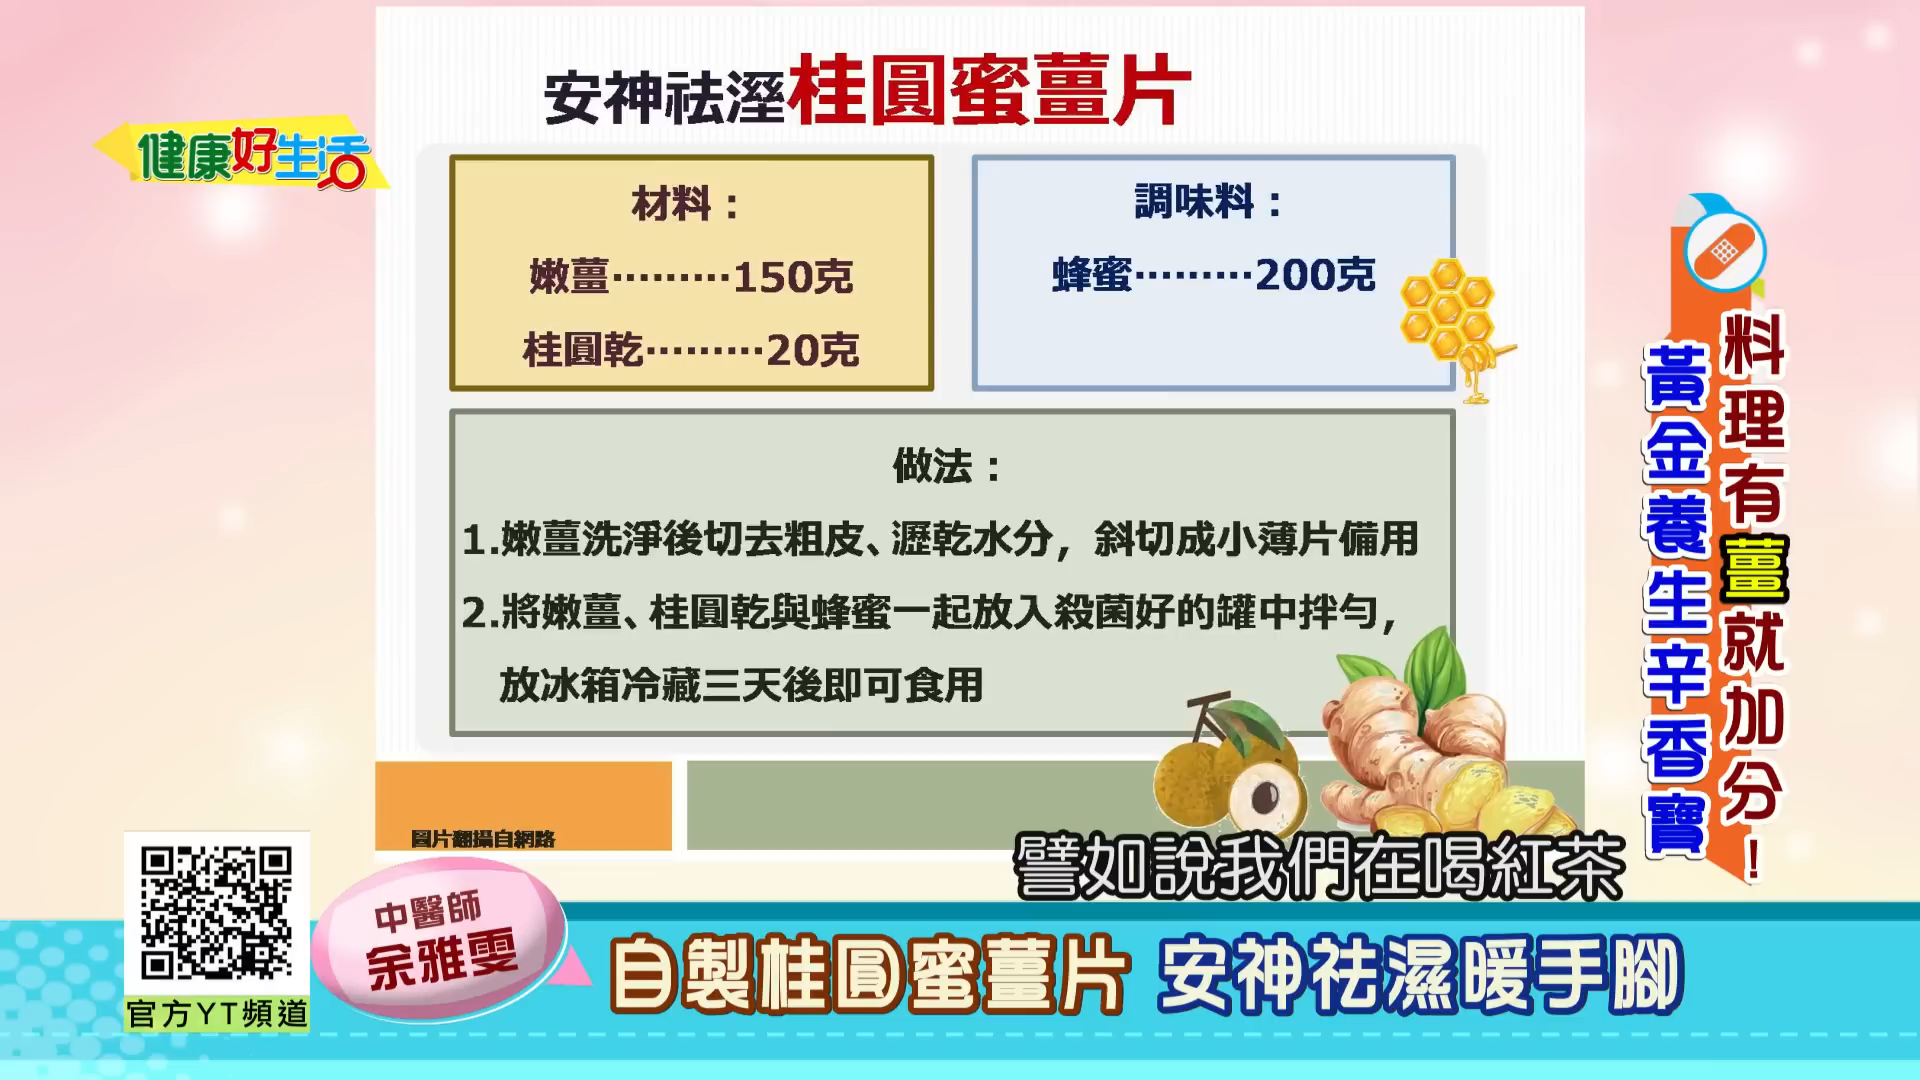 安神祛溼桂圓蜜薑片
健康好生活
材料：
嫩薑………150克
桂圓乾………20克
調味料：
蜂蜜………200克
做法：
1.嫩薑洗淨後切去粗皮、瀝乾水分，斜切成小薄片備用
2.將嫩薑、桂圓乾與蜂蜜一起放入殺菌好的罐中拌勻，
放冰箱冷藏三天後即可食用
料理有薑就加分！
黃金養生辛香寶
圖片翻攝自網路
譬如說我們在喝紅茶
中醫師
余雅雯
自製桂圓蜜薑片 安神祛濕暖手腳
官方YT頻道